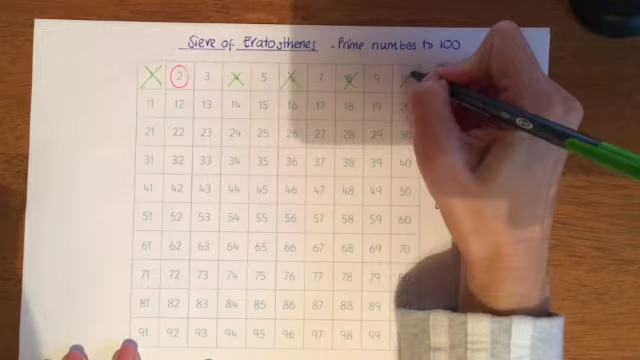 Sieve of Eratosthenes - Prime numbes to 100
2 3 5 7 9
11 12 13 14 15 16 17 18 19
21 22 23 24 25 26 27 28 29 30
31 32 33 34 35 36 37 38 39 40
41 42 43 44 45 46 47 48 49 50
51 52 53 54 55 56 57 58 59 60
61 62 63 64 65 66 67 68 69 70
71 72 73 74 75 76 77 78 79
81 82 83 84 85 86 87 88 89
91 92 93 94 95 96 97 98 99